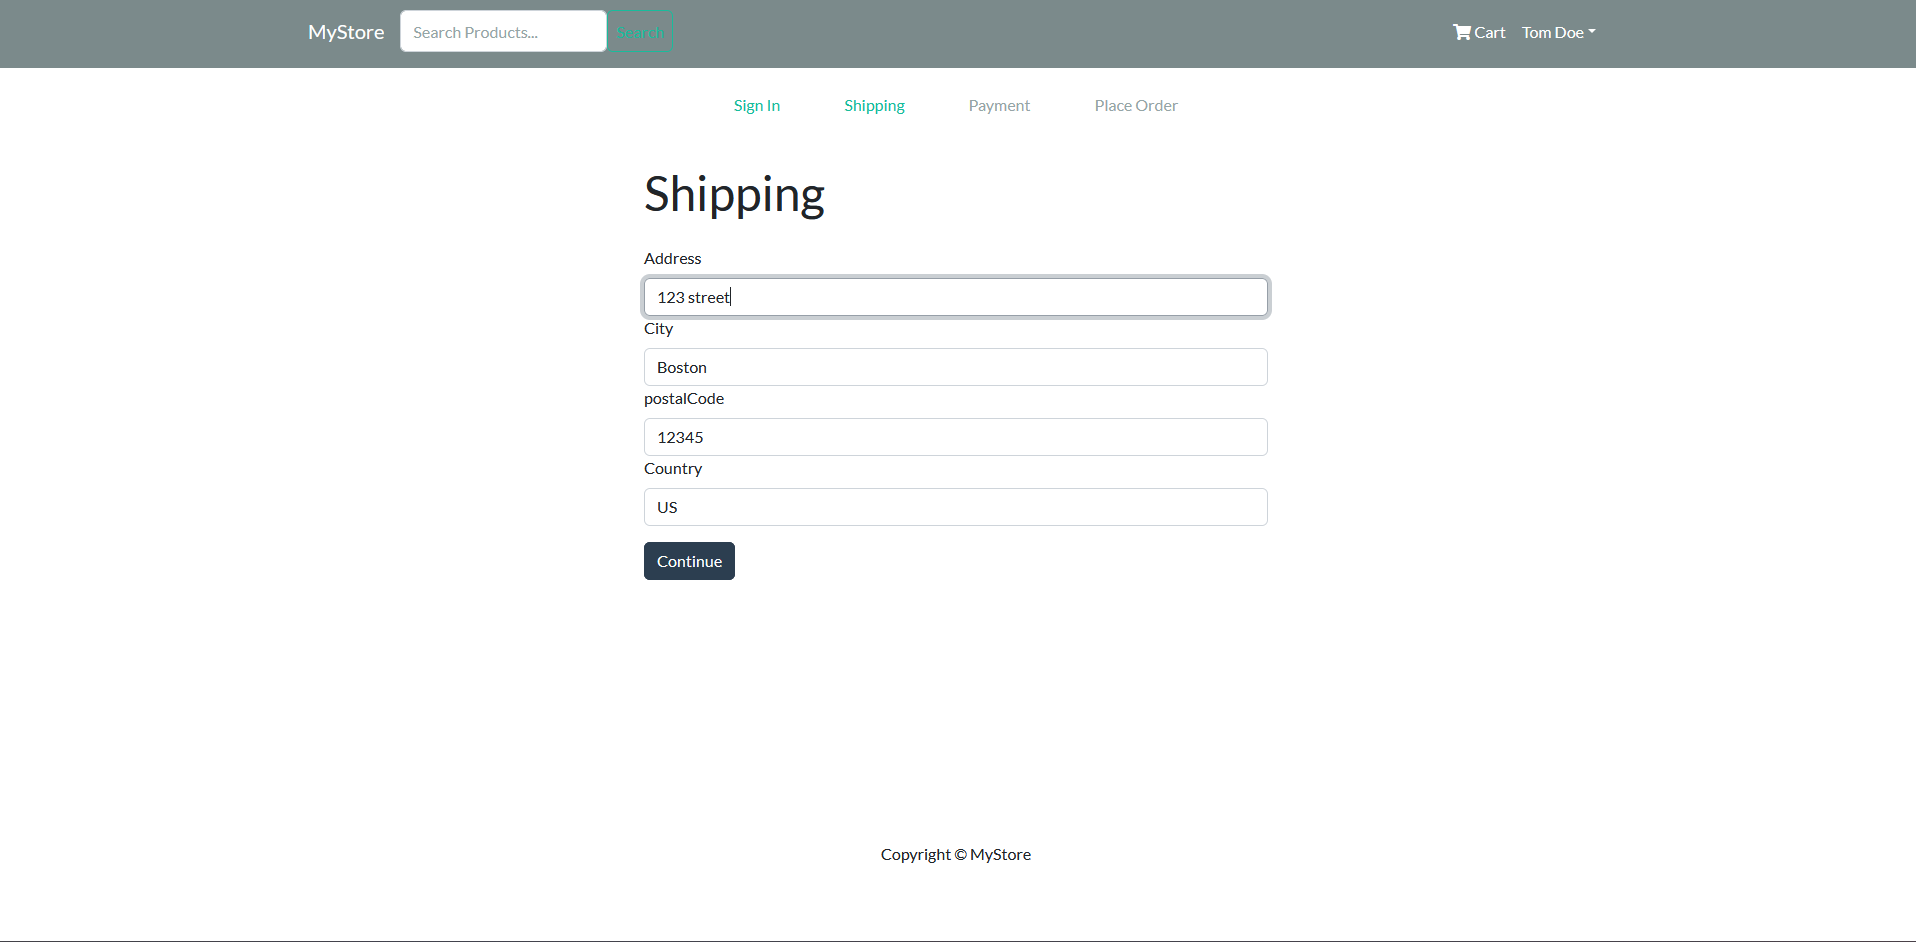 MyStore Search Products... Search Cart Tom Doe
Sign In Shipping Payment Place Order
Shipping
Address
123 street
City
Boston
postalCode
12345
Country
US
Continue
Copyright © MyStore